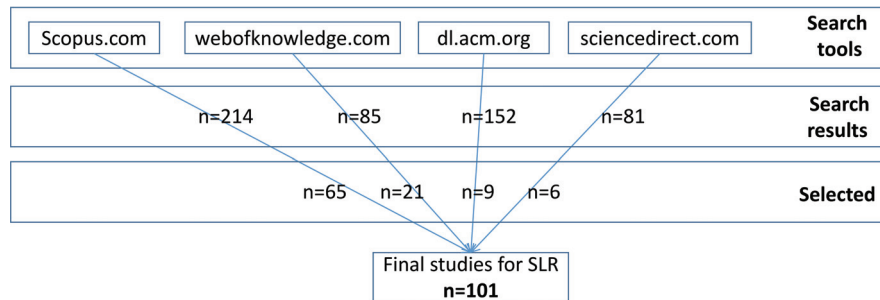 Scopus.com
webofknowledge.com
dl.acm.org
sciencedirect.com
Search
tools
n=214
n=85
n=152
n=81
Search
results
n=65
n=21
n=9
n=6
Selected
Final studies for SLR
n=101